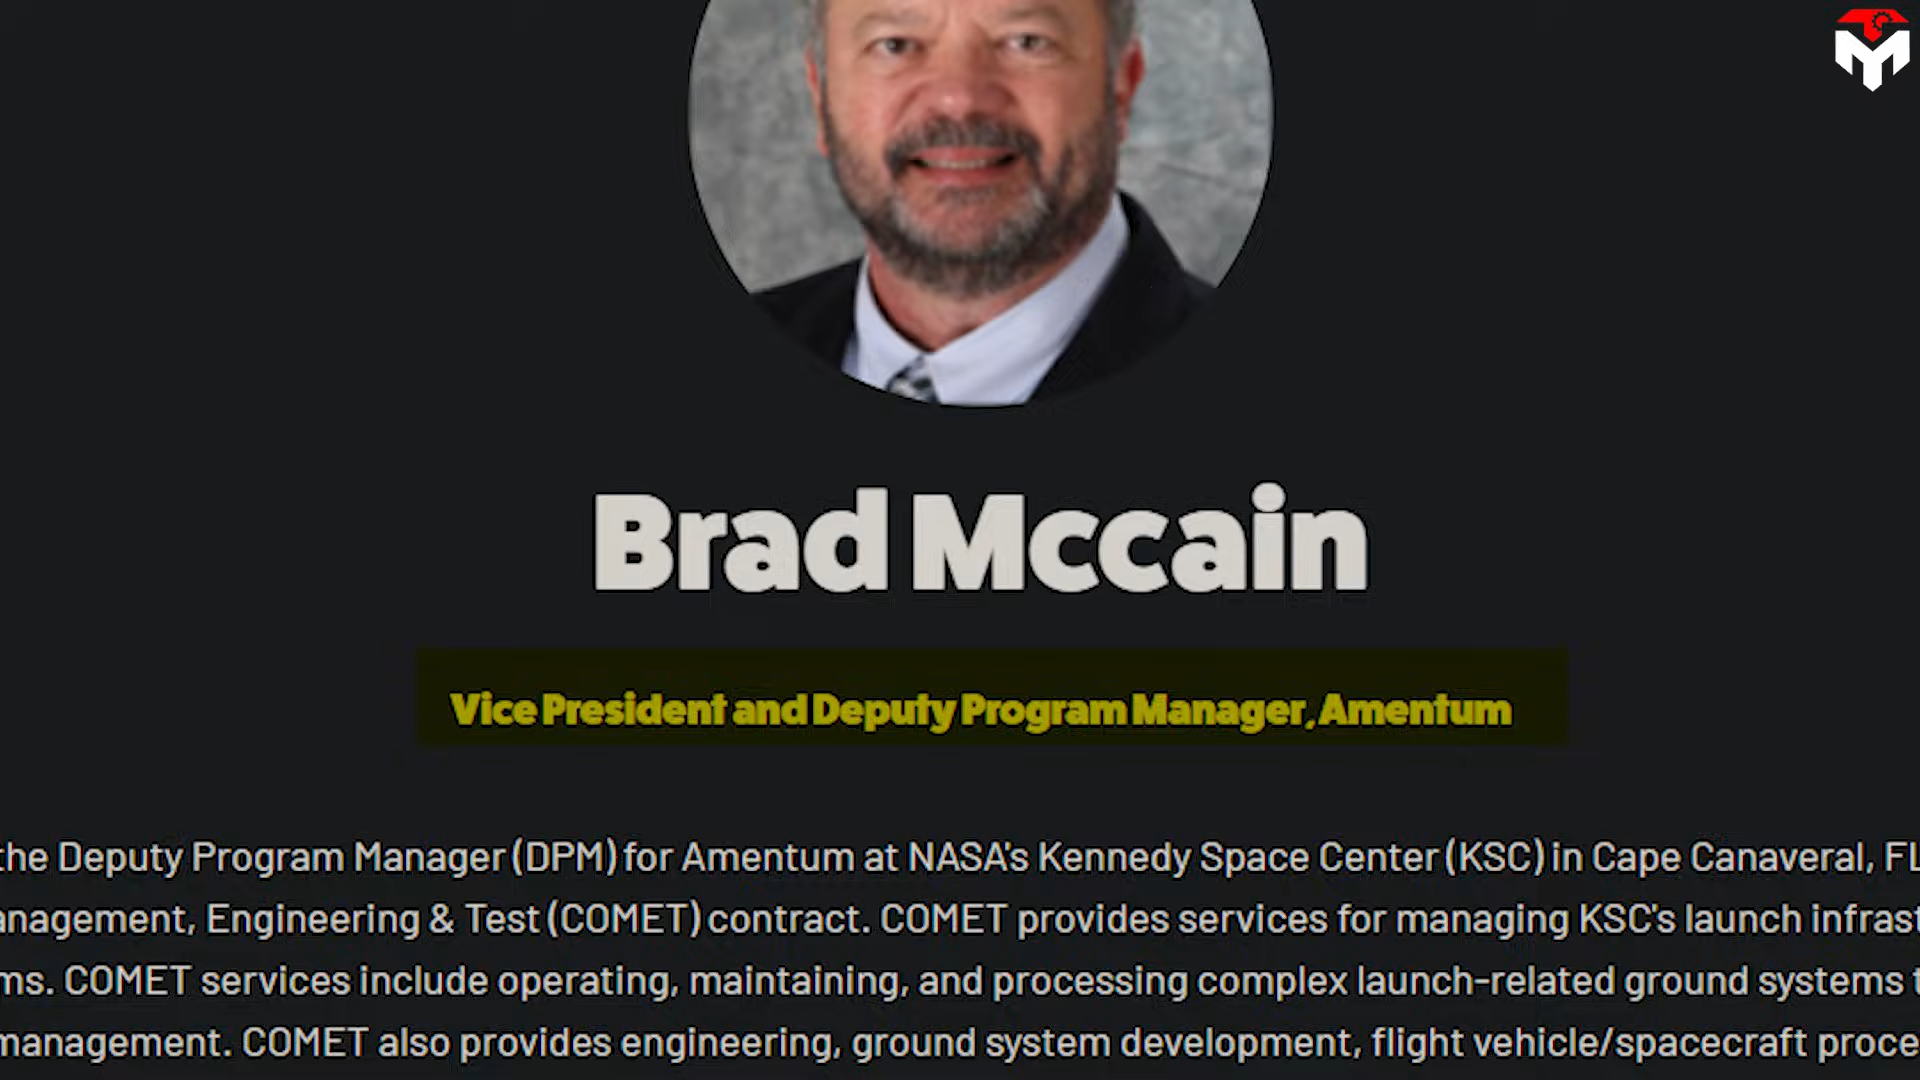 Brad Mccain
Vice President and Deputy Program Manager, Amentum
the Deputy Program Manager (DPM) for Amentum at NASA's Kennedy Space Center (KSC) in Cape Canaveral, FL
anagement, Engineering & Test (COMET) contract. COMET provides services for managing KSC's launch infrast
ms. COMET services include operating, maintaining, and processing complex launch-related ground systems t
management. COMET also provides engineering, ground system development, flight vehicle/spacecraft proce